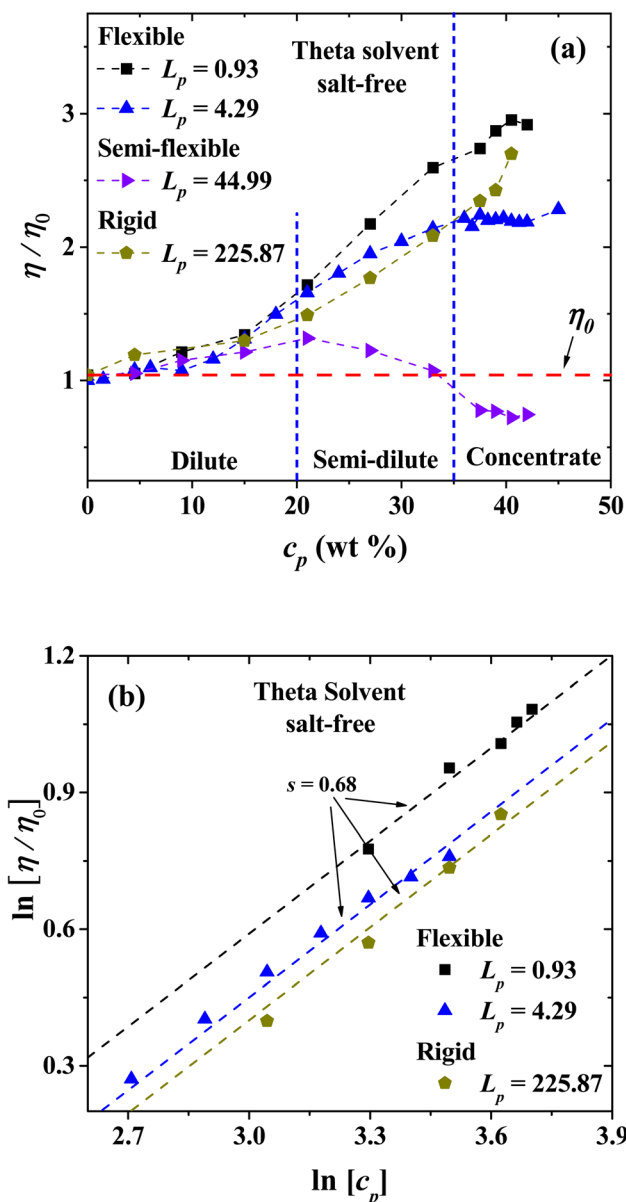 (a)
Flexible
Theta solvent
salt-free
L_p = 0.93
L_p = 4.29
Semi-flexible
L_p = 44.99
Rigid
L_p = 225.87
3
2
1
η / η_0
η_0
Dilute
Semi-dilute
Concentrate
0 10 20 30 40 50
c_p (wt %)
(b)
Theta Solvent
salt-free
1.2
0.9
0.6
0.3
ln [η / η_0]
s = 0.68
Flexible
L_p = 0.93
L_p = 4.29
Rigid
L_p = 225.87
2.7 3.0 3.3 3.6 3.9
ln [c_p]